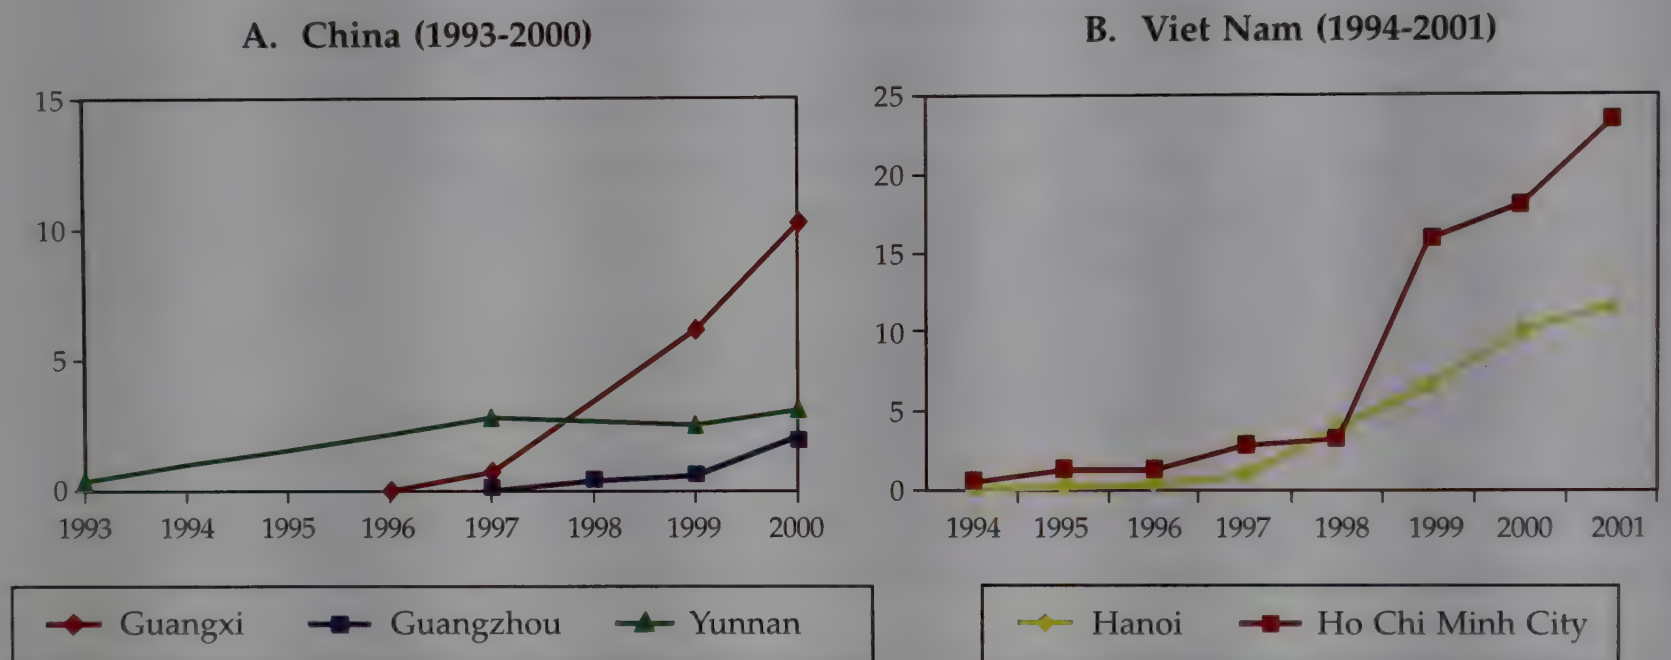 A. China (1993-2000)
15
10
5
0
1993 1994 1995 1996 1997 1998 1999 2000
Guangxi Guangzhou Yunnan
B. Viet Nam (1994-2001)
25
20
15
10
5
0
1994 1995 1996 1997 1998 1999 2000 2001
Hanoi Ho Chi Minh City